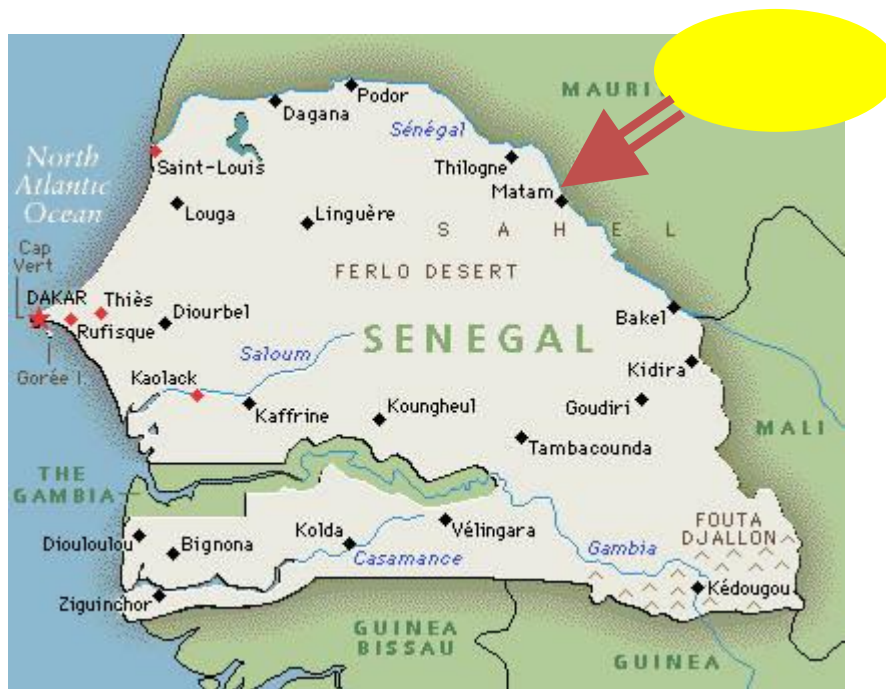 MAURI
Podor
Dagana
Sénégal
North
Atlantic
Ocean
Saint-Louis
Thilogne
Matam
Louga
Linguère
S A H E L
Cap
Vert
FERLO DESERT
DAKAR
Thiès
Rufisque
Diourbel
Bakel
SENEGAL
Saloum
Gorée I.
Kaolack
Kidira
Kaffrine
Koungheul
Goudiri
Tambacounda
MALI
THE
GAMBIA
FOUTA
DJALLON
Diouloulou
Bignona
Kolda
Vélingara
Casamance
Gambia
Kédougou
Ziguinchor
GUINEA
BISSAU
GUINEA